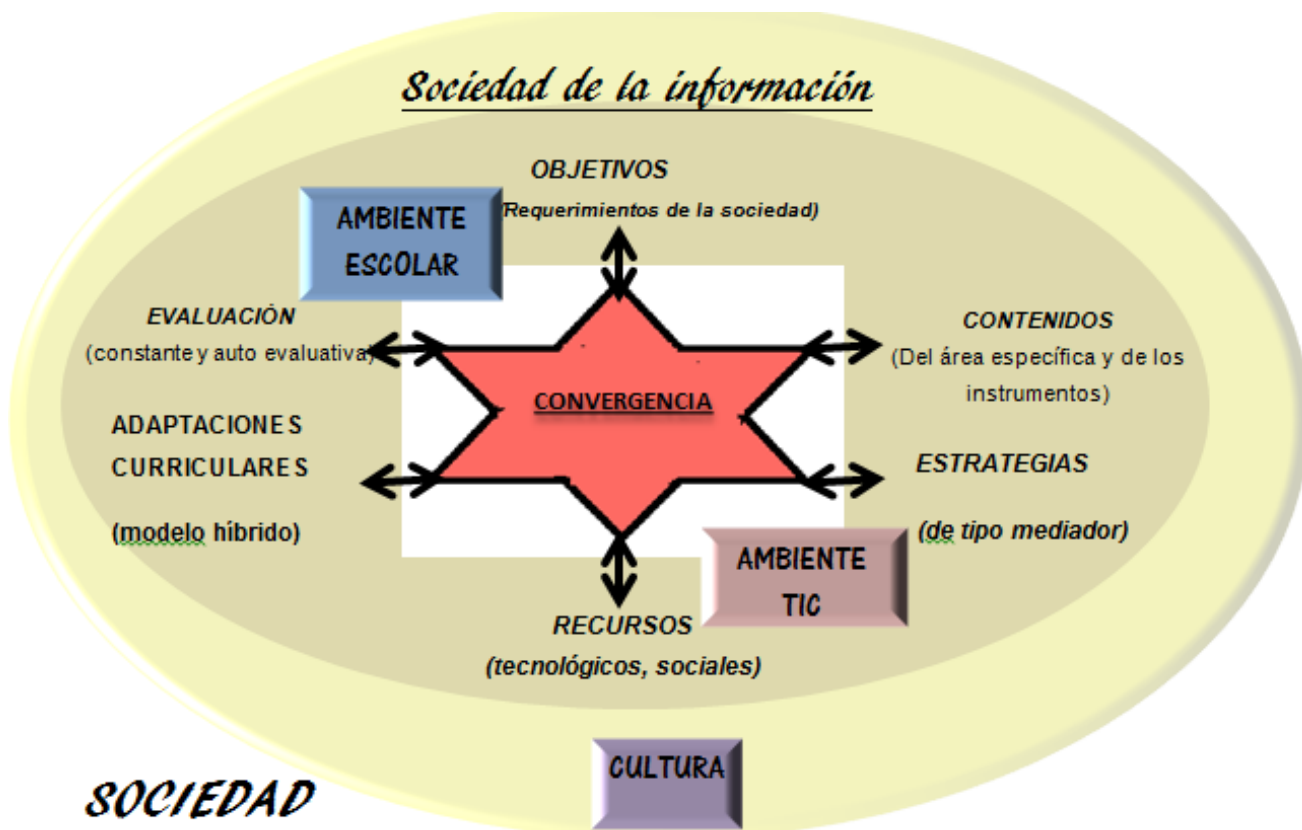 Sociedad de la información
OBJETIVOS
(Requerimientos de la sociedad)
AMBIENTE
ESCOLAR
EVALUACIÓN
(constante y auto evaluativa)
CONTENIDOS
(Del área específica y de los
instrumentos)
CONVERGENCIA
ADAPTACIONES
CURRICULARES
(modelo híbrido)
ESTRATEGIAS
(de tipo mediador)
AMBIENTE
TIC
RECURSOS
(tecnológicos, sociales)
CULTURA
SOCIEDAD